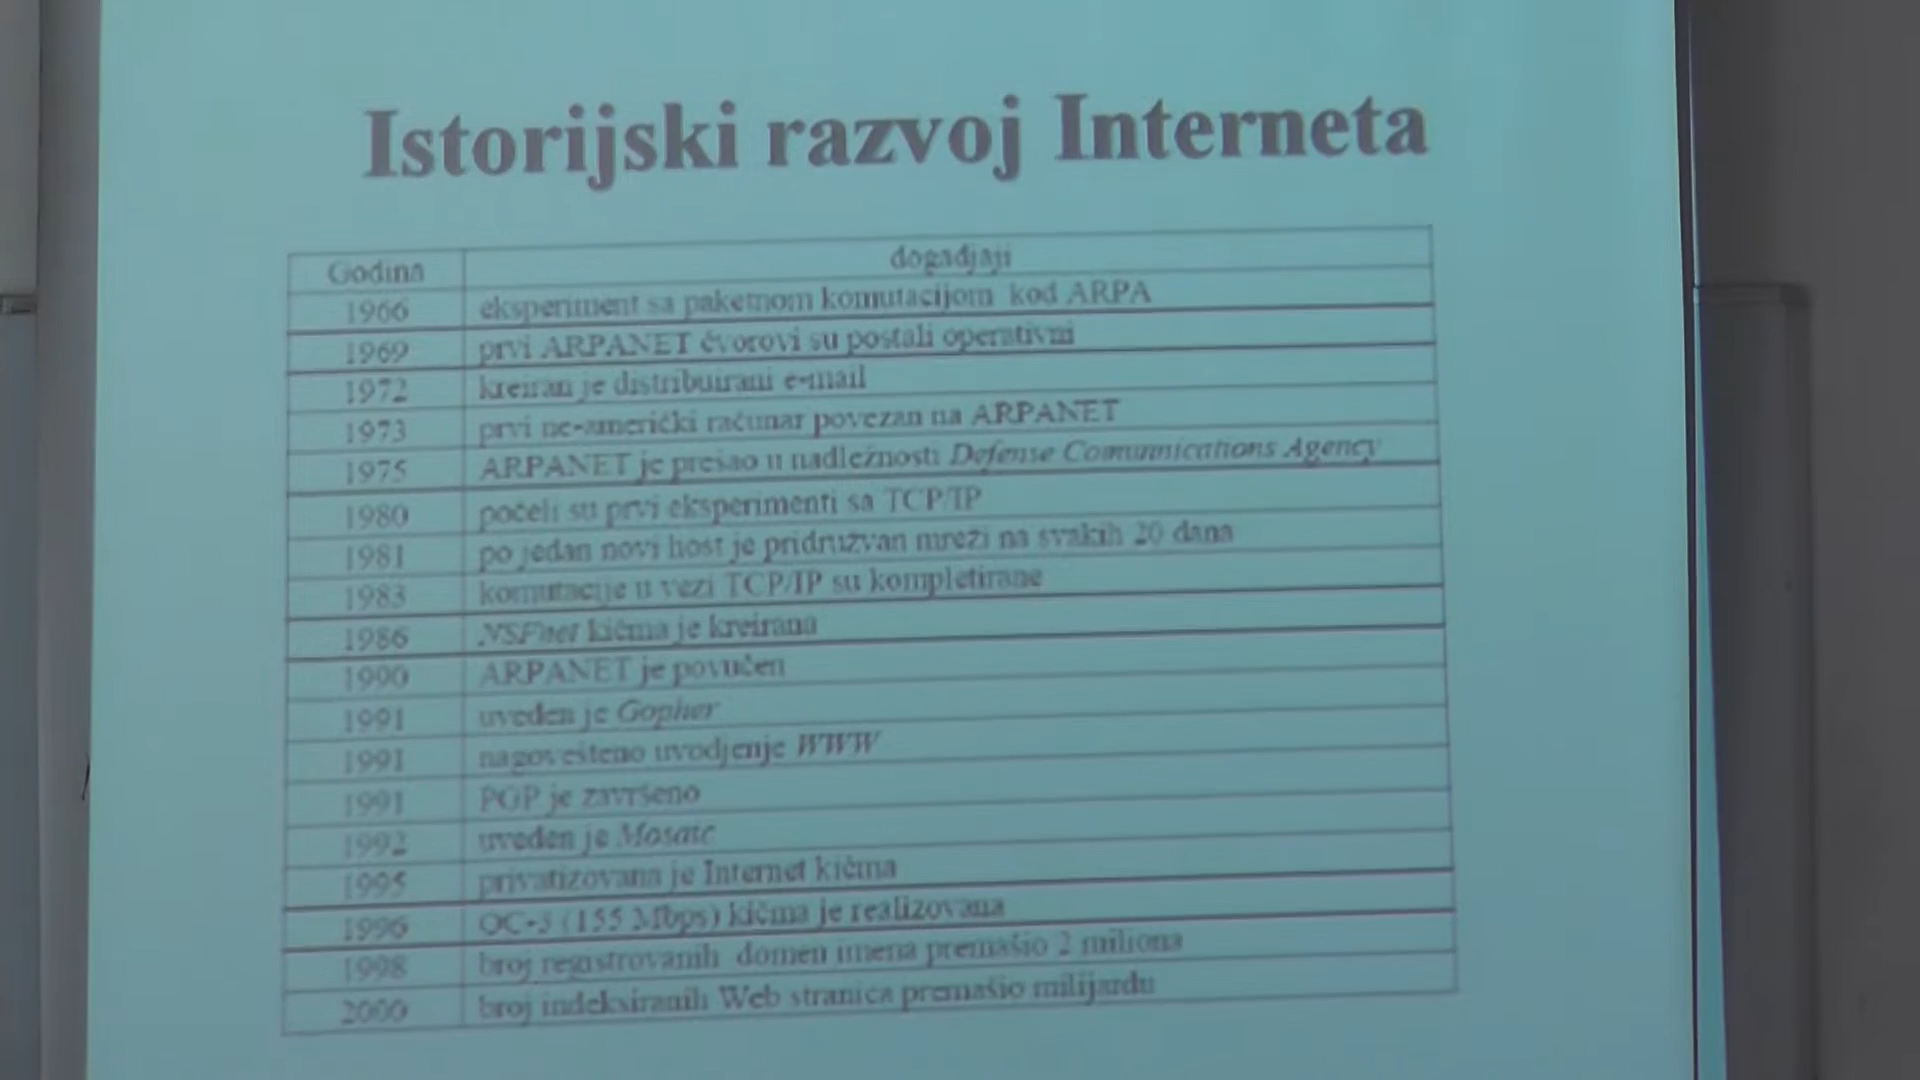 Istorijski razvoj Interneta
Godina dogadjaji
1966 eksperiment sa paketnom komutacijom kod ARPA
1969 prvi ARPANET čvorovi su postali operativni
1972 kreiran je distribuirani e-mail
1973 prvi ne-američki računar povezan na ARPANET
1975 ARPANET je prešao u nadležnosti Defense Comunnications Agency
1980 počeli su prvi eksperimenti sa TCP/IP
1981 po jedan novi host je pridružvan mreži na svakih 20 dana
1983 komutacije u vezi TCP/IP su kompletirane
1986 NSFnet kičma je kreirana
1990 ARPANET je povučen
1991 uveden je Gopher
1991 nagovešteno uvodjenje WWW
1991 PGP je završeno
1992 uveden je Mosaic
1995 privatizovana je Internet kičma
1996 OC-3 (155 Mbps) kičma je realizovana
1998 broj registrovanih domen imena premašio 2 miliona
2000 broj indeksiranih Web stranica premašio milijardu